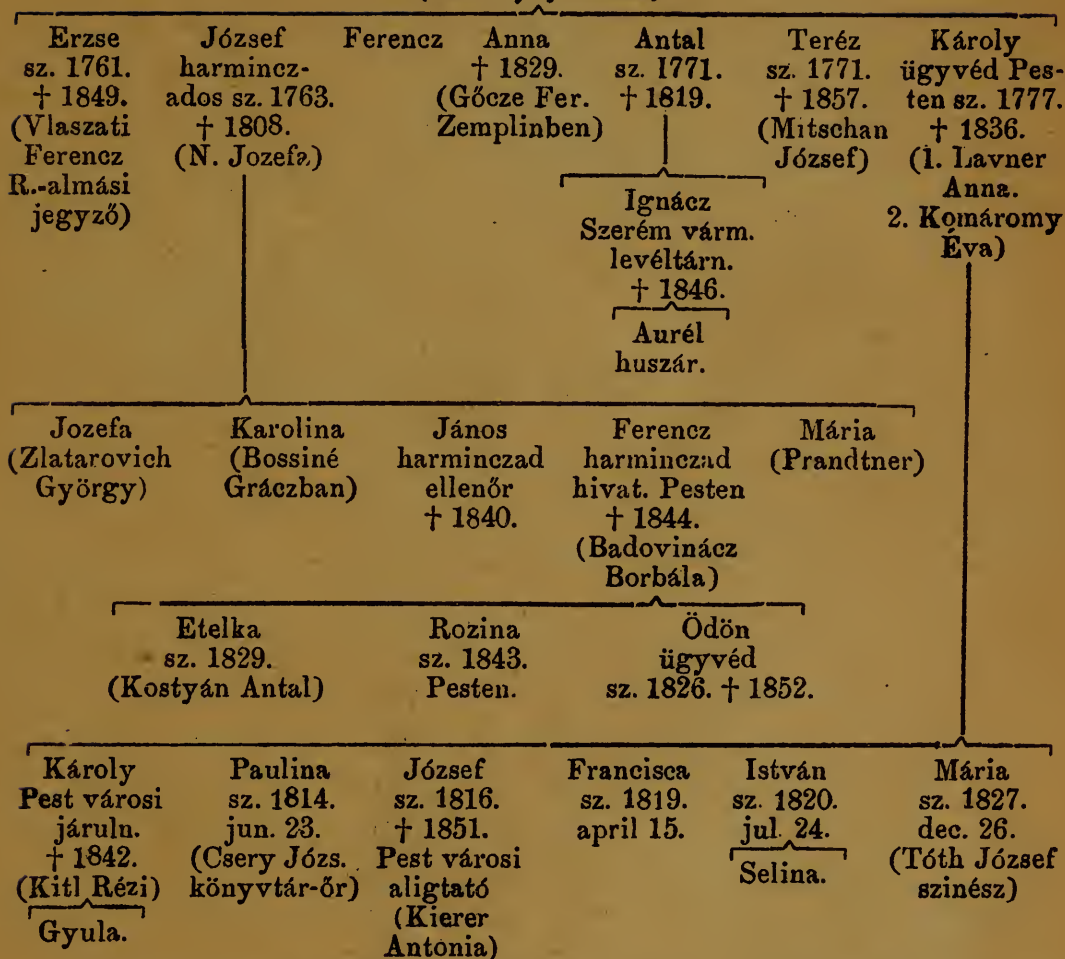 Erzse
sz. 1761.
† 1849.
(Vlaszati
Ferencz
R.-almási
jegyző)
József
harmincz-
ados sz. 1763.
† 1808.
(N. Jozefa)
Ferencz
Anna
† 1829.
(Gőcze Fer.
Zemplinben)
Antal
sz. 1771.
† 1819.
Teréz
sz. 1771.
† 1857.
(Mitschan
József)
Károly
ügyvéd Pes-
ten sz. 1777.
† 1836.
(1. Lavner
Anna.
2. Komáromy
Éva)
Ignácz
Szerém várm.
levéltárn.
† 1846.
Aurél
huszár.
Jozefa
(Zlatarovich
György)
Karolina
(Bossiné
Gráczban)
János
harminczad
ellenőr
† 1840.
Ferencz
harminczad
hivat. Pesten
† 1844.
(Badovinácz
Borbála)
Mária
(Prandtner)
Etelka
sz. 1829.
(Kostyán Antal)
Rozina
sz. 1843.
Pesten.
Ödön
ügyvéd
sz. 1826. † 1852.
Károly
Pest városi
járuln.
† 1842.
(Kitl Rézi)
Gyula.
Paulina
sz. 1814.
jun. 23.
(Csery Józs.
könyvtár-őr)
József
sz. 1816.
† 1851.
Pest városi
aligtató
(Kierer
Antonia)
Francisca
sz. 1819.
april 15.
István
sz. 1820.
jul. 24.
Selina.
Mária
sz. 1827.
dec. 26.
(Tóth József
szinész)